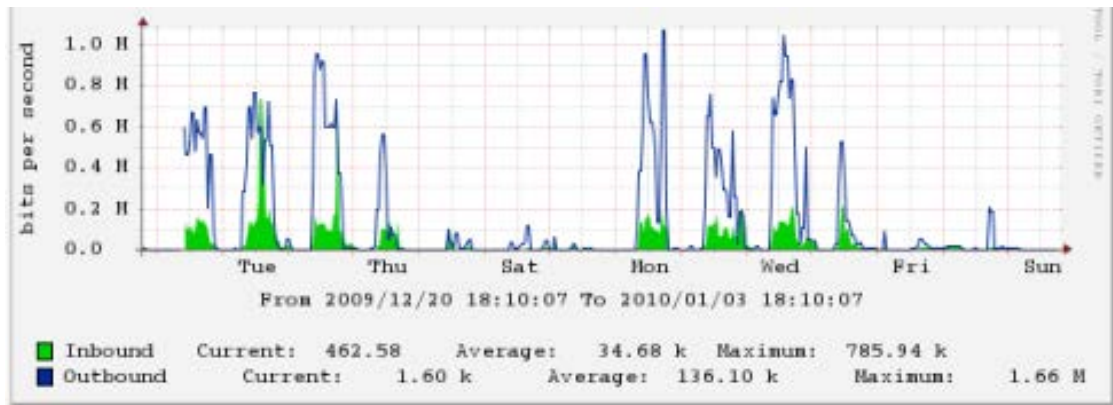 bits per second
1.0 M
0.8 M
0.6 M
0.4 M
0.2 M
0.0
Tue Thu Sat Mon Wed Fri Sun
From 2009/12/20 18:10:07 To 2010/01/03 18:10:07
Inbound Current: 462.58 Average: 34.68 k Maximum: 785.94 k
Outbound Current: 1.60 k Average: 136.10 k Maximum: 1.66 M
/ TOBI OETIKER